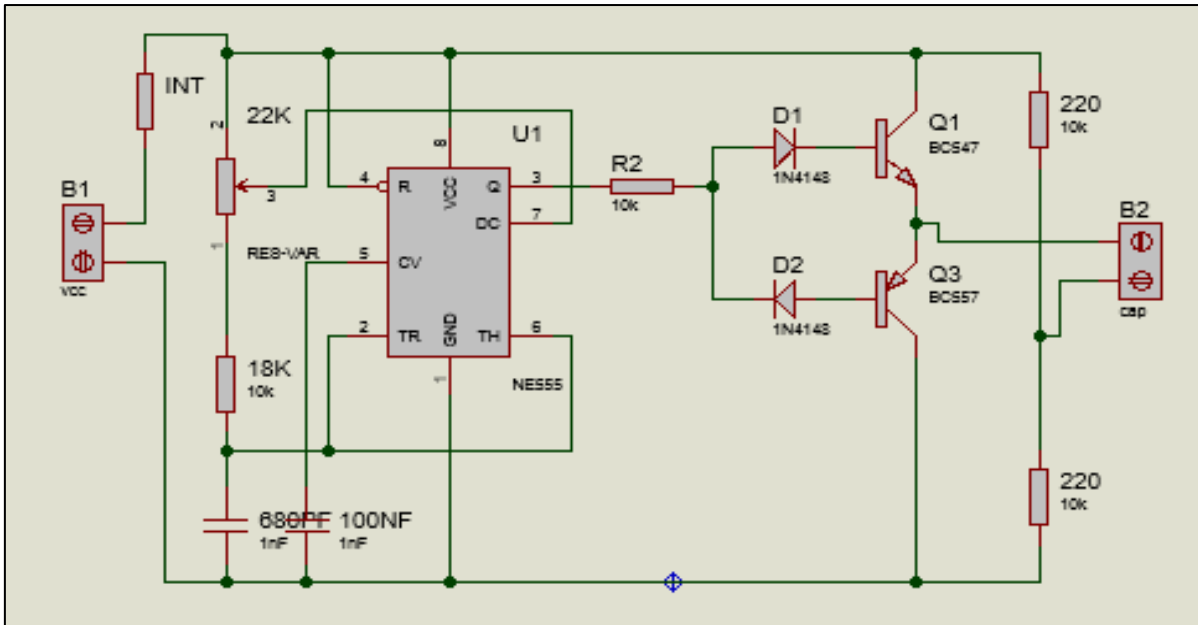 INT
22K
2
3
1
RES-VAR
B1
vcc
18K
10k
680PF
1nF
100NF
1nF
U1
NE555
4
R
5
CV
2
TR
8
VCC
GND
1
Q
3
DC
7
TH
6
R2
10k
D1
1N4148
D2
1N4148
Q1
BC547
Q3
BC557
220
10k
220
10k
B2
cap